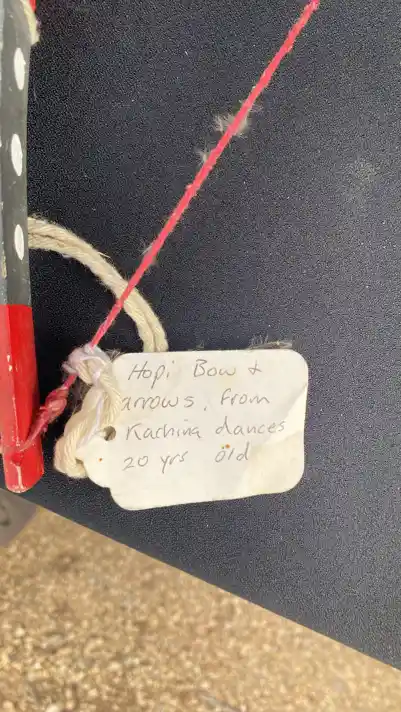 Hopi Bow +
arrows, from
Kachina dances
20 yrs old